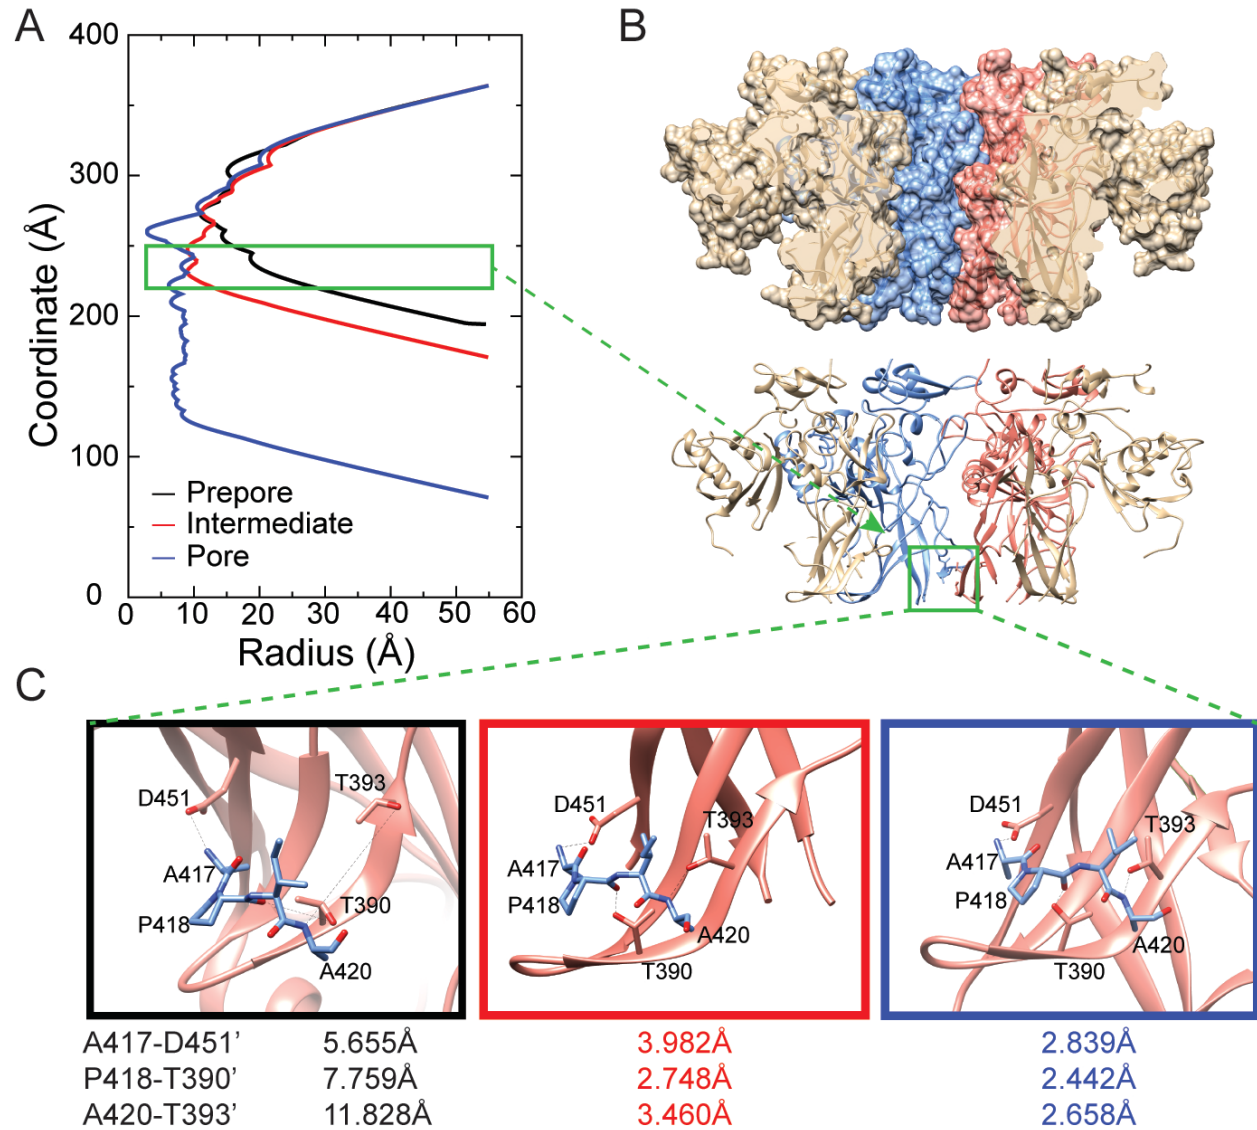 A
B
400
300
200
100
0
Coordinate (Å)
Prepore
Intermediate
Pore
0 10 20 30 40 50 60
Radius (Å)
C
D451
T393
A417
P418
T390
A420
D451
T393
A417
P418
A420
T390
D451
T393
A417
P418
A420
T390
A417-D451' 5.655Å 3.982Å 2.839Å
P418-T390' 7.759Å 2.748Å 2.442Å
A420-T393' 11.828Å 3.460Å 2.658Å